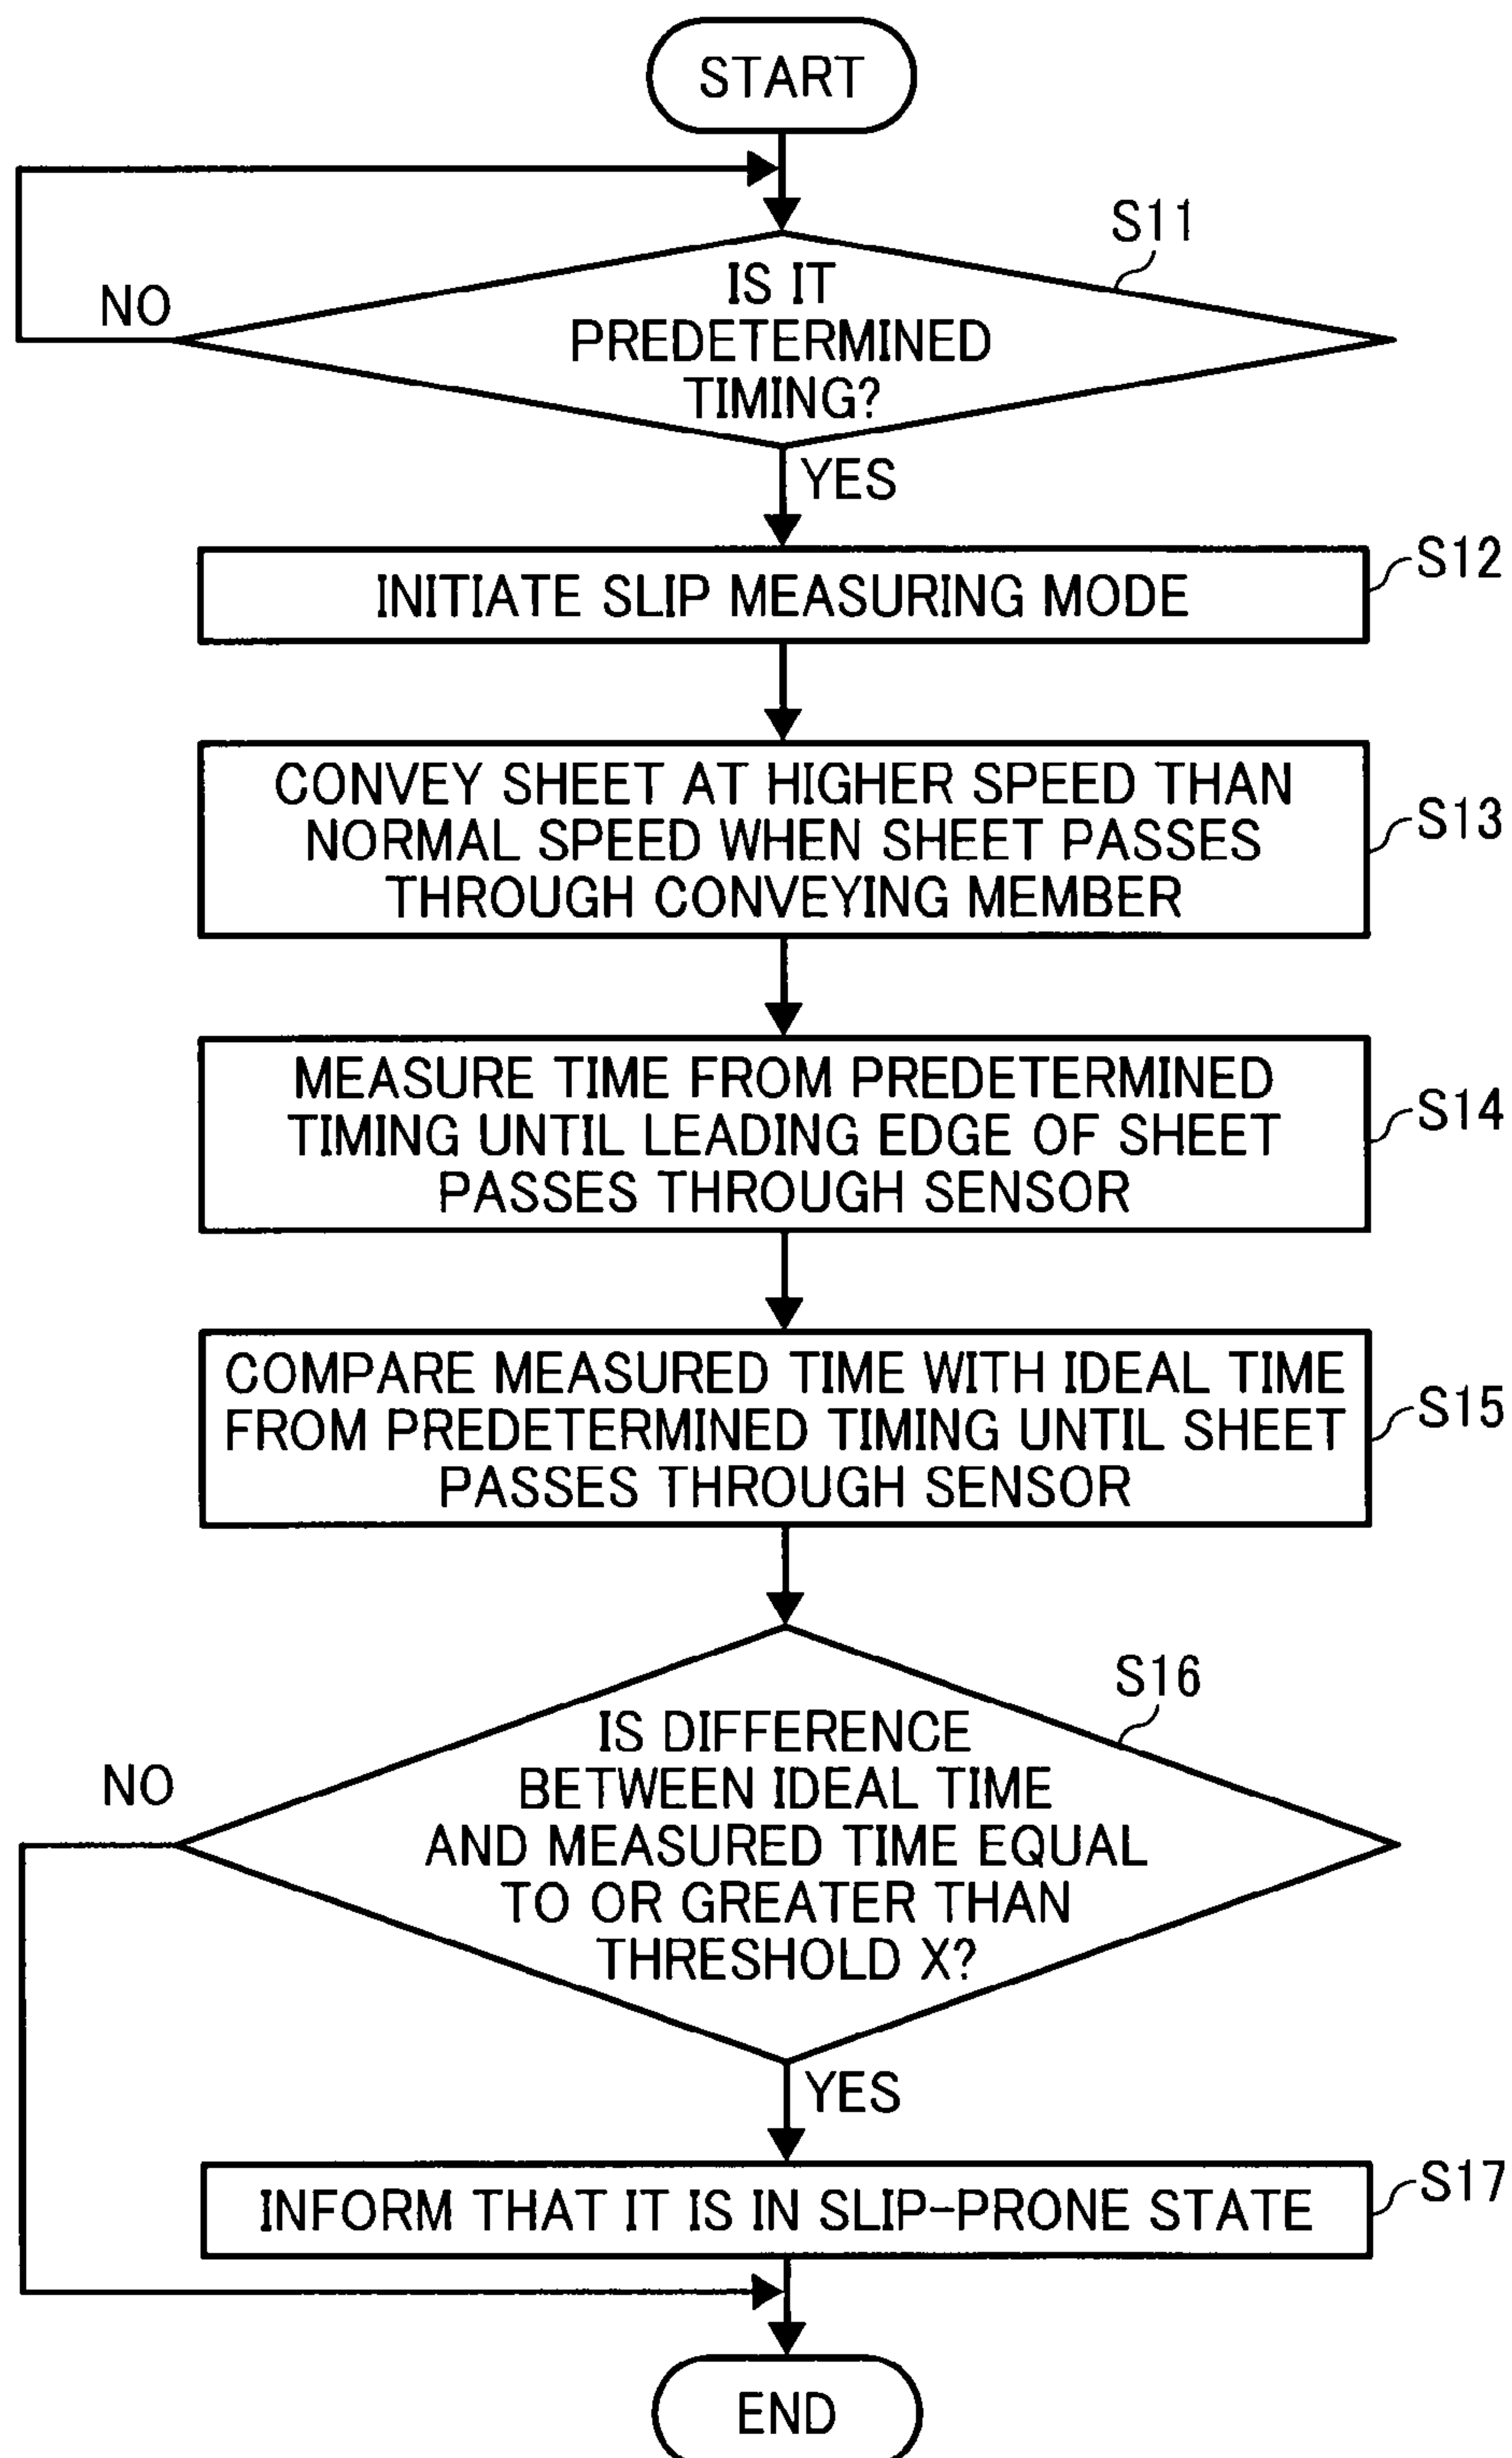 START
S11
IS IT
PREDETERMINED
TIMING?
NO
YES
S12
INITIATE SLIP MEASURING MODE
CONVEY SHEET AT HIGHER SPEED THAN
NORMAL SPEED WHEN SHEET PASSES
THROUGH CONVEYING MEMBER
S13
MEASURE TIME FROM PREDETERMINED
TIMING UNTIL LEADING EDGE OF SHEET
PASSES THROUGH SENSOR
S14
COMPARE MEASURED TIME WITH IDEAL TIME
FROM PREDETERMINED TIMING UNTIL SHEET
PASSES THROUGH SENSOR
S15
S16
IS DIFFERENCE
BETWEEN IDEAL TIME
AND MEASURED TIME EQUAL
TO OR GREATER THAN
THRESHOLD X?
NO
YES
S17
INFORM THAT IT IS IN SLIP-PRONE STATE
END